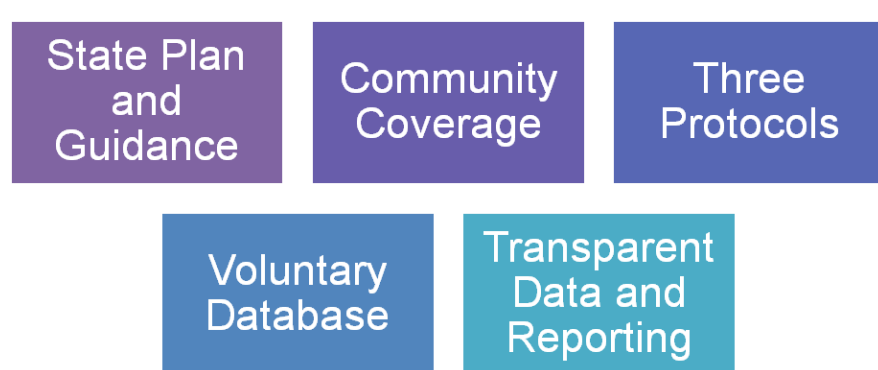 State Plan
and
Guidance
Community
Coverage
Three
Protocols
Voluntary
Database
Transparent
Data and
Reporting